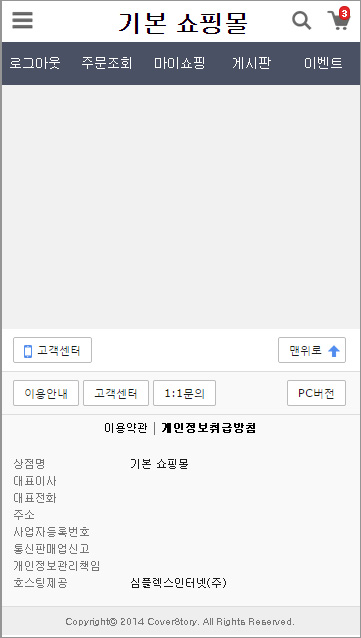 기본 쇼핑몰
3
로그아웃 주문조회 마이쇼핑 게시판 이벤트
고객센터 맨위로
이용안내 고객센터 1:1문의 PC버전
이용약관 | 개인정보취급방침
상점명 기본 쇼핑몰
대표이사
대표전화
주소
사업자등록번호
통신판매업신고
개인정보관리책임
호스팅제공 심플렉스인터넷(주)
Copyright© 2014 CoverStory. All Rights Reserved.